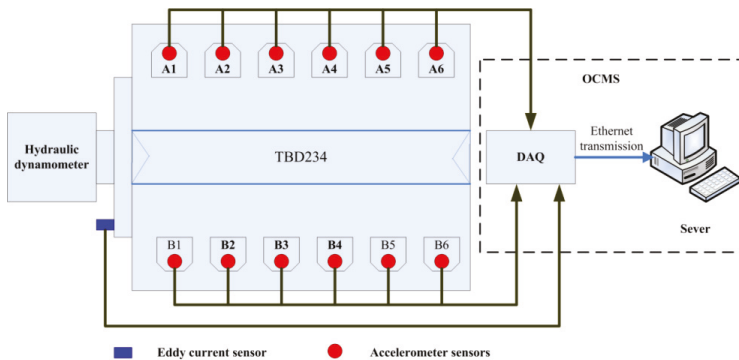 A1 A2 A3 A4 A5 A6
OCMS
Hydraulic
dynamometer
TBD234
DAQ
Ethernet
transmission
Sever
B1 B2 B3 B4 B5 B6
Eddy current sensor
Accelerometer sensors